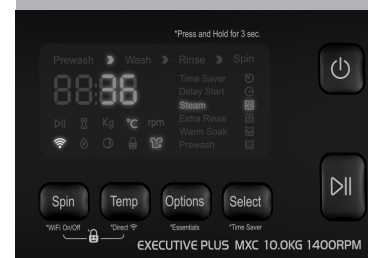 *Press and Hold for 3 sec.
Prewash Wash Rinse Spin
88:36
Time Saver
Delay Start
Steam
Kg °C rpm
Extra Rinse
Warm Soak
Prewash
Spin Temp Options Select
*WiFi On/Off *Direct *Essentials *Time Saver
EXECUTIVE PLUS MXC 10.0KG 1400RPM